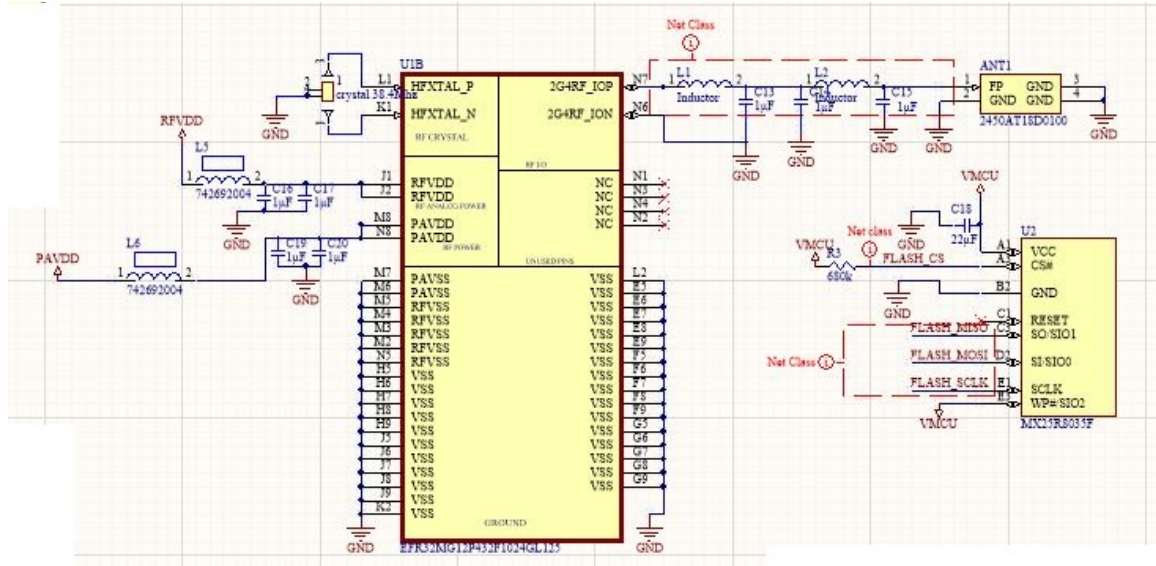 Net Class
U1B
ANT1
L1 HFXTAL_P
2G4RF_IOP N7
1 L1 2
1 L2 2
1 FP GND 3
2 GND GND 4
1
crystal 38.4Mhz
Inductor
Inductor
C13
1μF
1μF
C15
1μF
K1 HFXTAL_N
2G4RF_ION N6
2450AT18D0100
GND
RF CRYSTAL
RFVDD
GND
GND
GND
GND
GND
RF I/O
L5
1 2
742692004
C16
1μF
C17
1μF
J1 RFVDD
J2 RFVDD
RF ANALOG POWER
NC N1
NC N3
NC N4
NC N2
VMCU
GND
M8 PAVDD
N8 PAVDD
RF POWER
GND
C18
22μF
U2
L6
PAVDD
1 2
742692004
C19
1μF
C20
1μF
GND
UNUSED PINS
Net class
VMCU
R3
680k
FLASH_CS
A1 VCC
CS#
GND
B2 GND
C1 RESET
FLASH_MISO
SO/SIO1
Net Class
FLASH_MOSI D2 SI/SIO0
FLASH_SCLK E1 SCLK
WP#/SIO2
VMCU
MX25R8035F
M7 PAVSS VSS L2
M6 PAVSS VSS E5
M5 RFVSS VSS E6
M4 RFVSS VSS E7
M3 RFVSS VSS E8
M2 RFVSS VSS E9
N5 RFVSS VSS F5
H5 VSS VSS F6
H6 VSS VSS F7
H7 VSS VSS F8
H8 VSS VSS F9
H9 VSS VSS G5
J5 VSS VSS G6
J6 VSS VSS G7
J7 VSS VSS G8
J8 VSS VSS G9
J9 VSS
K2 VSS
GROUND
GND
GND
EFR32MG12P432F1024GL125